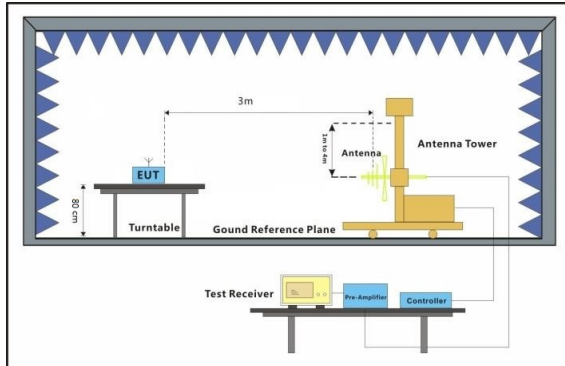 3m
1m to 4m
Antenna Tower
Antenna
EUT
80 cm
Turntable
Gound Reference Plane
Test Receiver
Pre-Amplifier
Controller